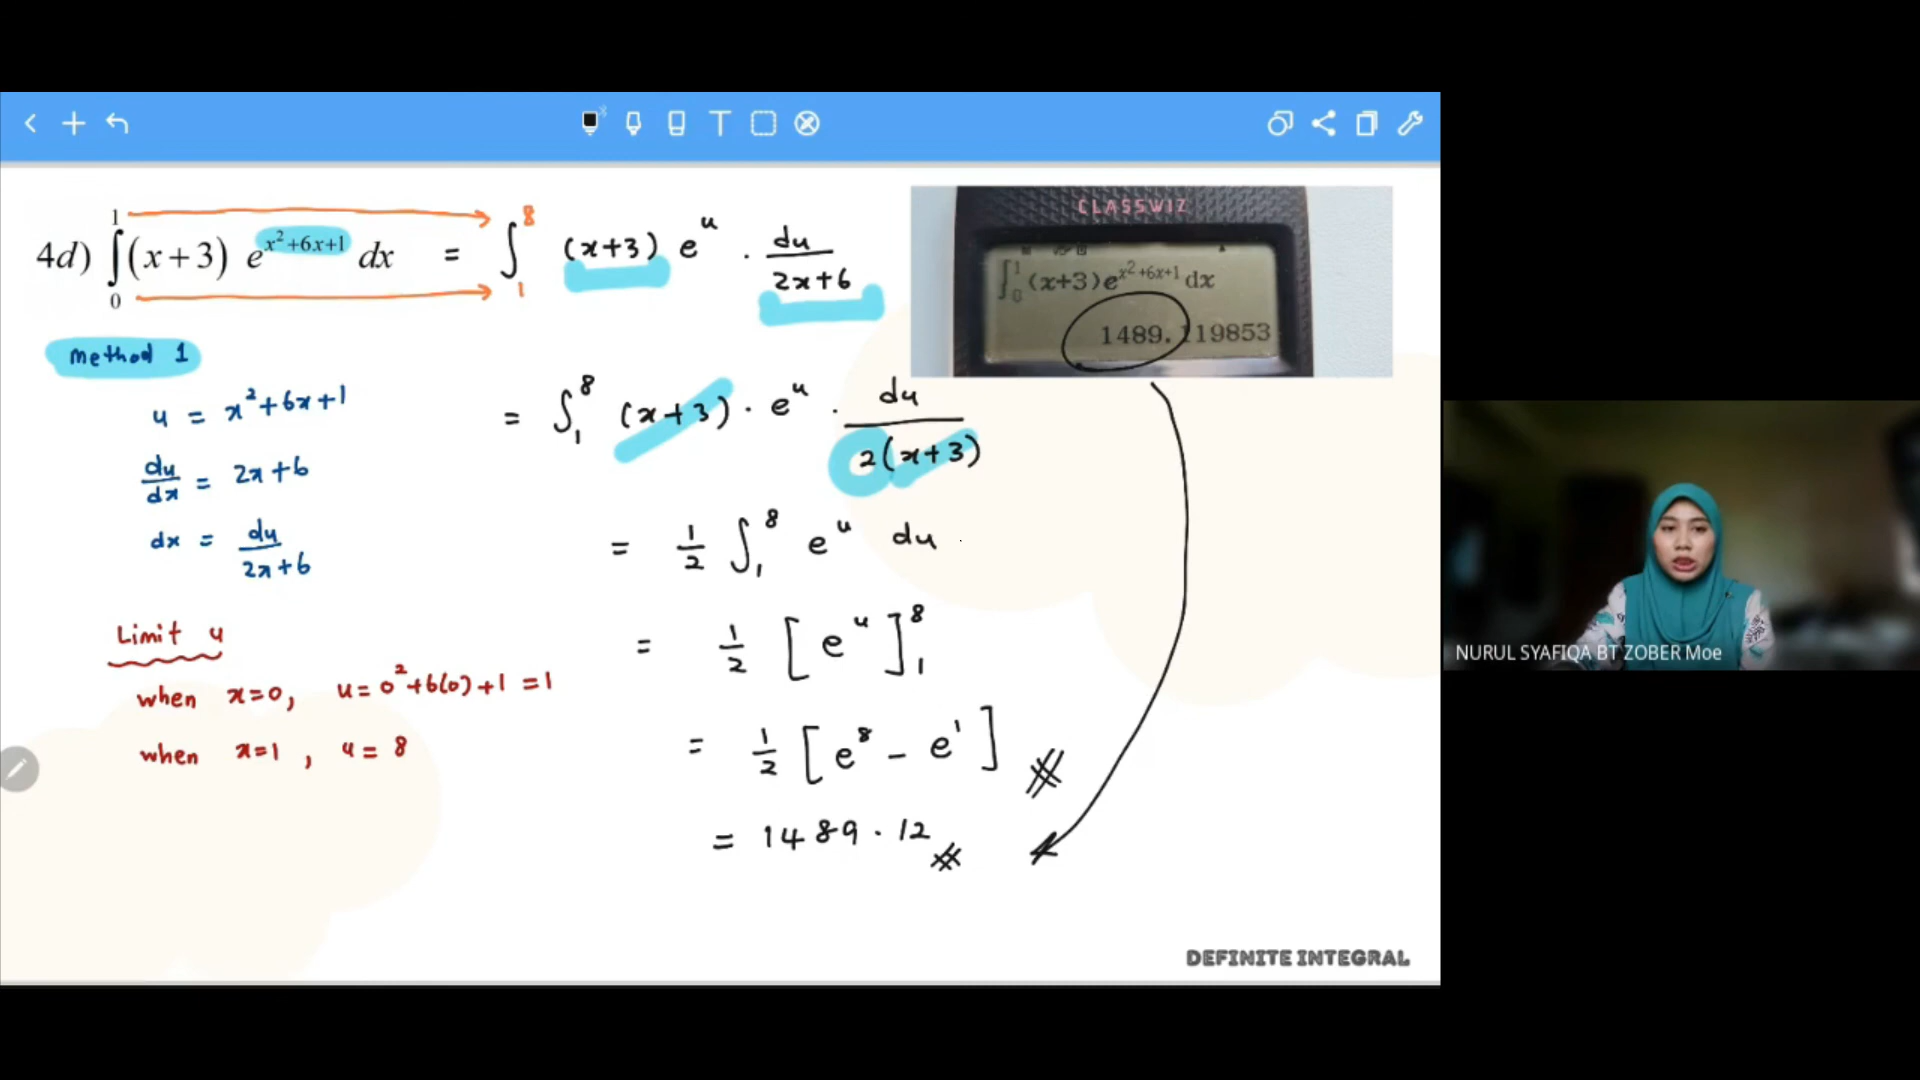 4d) ∫₀¹ (x+3) e^(x²+6x+1) dx = ∫₁⁸ (x+3) e^u · du/(2x+6)
CLASSWIZ
∫₀¹ (x+3)e^(x²+6x+1) dx
1489.119853
method 1
u = x²+6x+1
du/dx = 2x+6
dx = du/(2x+6)
Limit u
when x=0, u=0²+6(0)+1=1
when x=1, u=8
= ∫₁⁸ (x+3) · e^u · du/(2(x+3))
= 1/2 ∫₁⁸ e^u du
= 1/2 [e^u]₁⁸
= 1/2 [e⁸ - e¹]
= 1489.12
DEFINITE INTEGRAL
NURUL SYAFIQA BT ZOBER Moe